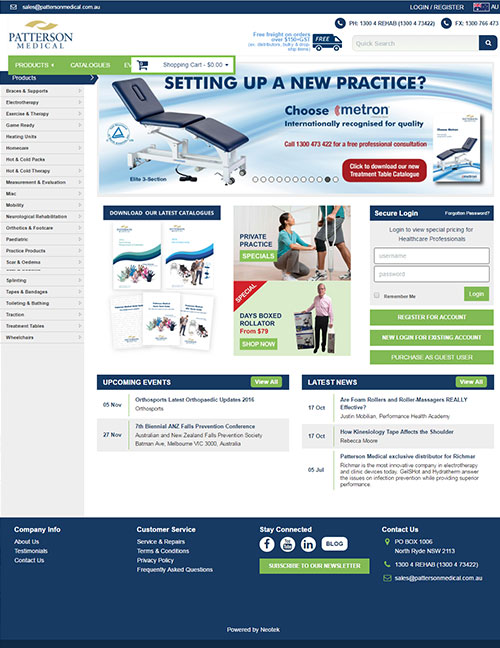 sales@pattersonmedical.com.au
LOGIN / REGISTER
AU
PATTERSON
MEDICAL
Free Freight on orders
over $150+GST
(ex. distributors, bulky & drop
ship items)
FREE
PH: 1300 4 REHAB (1300 4 73422)
FX: 1300 766 473
Quick Search
PRODUCTS
CATALOGUES
Shopping Cart - $0.00
Products
Braces & Supports
Electrotherapy
Exercise & Therapy
Game Ready
Heating Units
Homecare
Hot & Cold Packs
Hot & Cold Therapy
Measurement & Evaluation
Misc
Mobility
Neurological Rehabilitation
Orthotics & Footcare
Paediatric
Practice Products
Scar & Oedema
Splinting
Tapes & Bandages
Toileting & Bathing
Traction
Treatment Tables
Wheelchairs
SETTING UP A NEW PRACTICE?
Choose metron
Internationally recognised for quality
Call 1300 473 422 for a free professional consultation
Click to download our new
Treatment Table Catalogue
Elite 3-Section
DOWNLOAD OUR LATEST CATALOGUES
PRIVATE
PRACTICE
SPECIALS
SPECIAL
DAYS BOXED
ROLLATOR
From $79
SHOP NOW
Secure Login
Forgotten Password?
Login to view special pricing for
Healthcare Professionals
username
password
Remember Me
Login
REGISTER FOR ACCOUNT
NEW LOGIN FOR EXISTING ACCOUNT
PURCHASE AS GUEST USER
UPCOMING EVENTS
View All
05 Nov
Orthosports Latest Orthopaedic Updates 2016
Orthosports
27 Nov
7th Biennial ANZ Falls Prevention Conference
Australian and New Zealand Falls Prevention Society
Batman Ave, Melbourne VIC 3000, Australia
LATEST NEWS
View All
17 Oct
Are Foam Rollers and Roller-Massagers REALLY
Effective?
Justin Mobilian, Performance Health Academy
17 Oct
How Kinesiology Tape Affects the Shoulder
Rebecca Moore
05 Jul
Patterson Medical exclusive distributor for Richmar
Richmar is the most innovative company in electrotherapy
and clinic devices today. GelSHot and Hydratherm answer
the issues on infection prevention while providing superior
performance
Company Info
About Us
Testimonials
Contact Us
Customer Service
Service & Repairs
Terms & Conditions
Privacy Policy
Frequently Asked Questions
Stay Connected
BLOG
SUBSCRIBE TO OUR NEWSLETTER
Contact Us
PO BOX 1006
North Ryde NSW 2113
1300 4 REHAB (1300 4 73422)
sales@pattersonmedical.com.au
Powered by Neotek